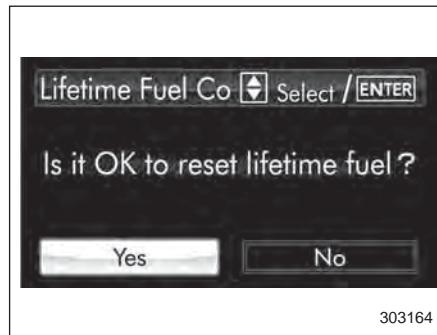 Lifetime Fuel Co Select / ENTER
Is it OK to reset lifetime fuel ?
Yes No
303164